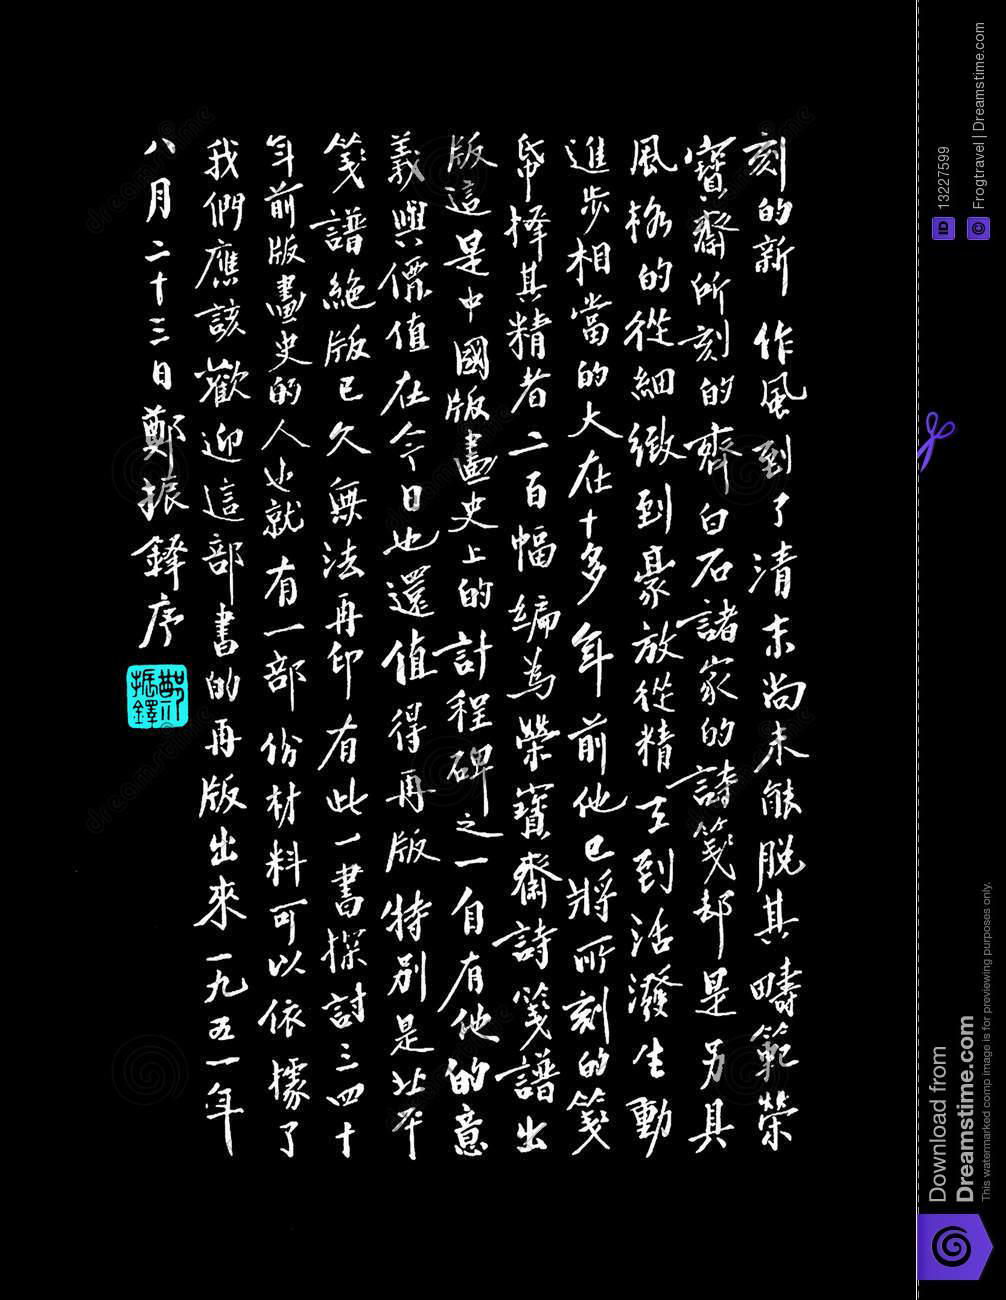 刻的新作風到了清末尚未能脫其疇範榮
寶齋所刻的齊白石諸家的詩箋却是另具
風格的從細緻到豪放從精工到活潑生動
進步相當的大在十多年前他已將所刻的箋
帋擇其精者二百幅編為榮寶齋詩箋譜出
版這是中國版畫史上的計程碑之一自有他的意
義與價值在今日也還值得再版特別是北平
箋譜絕版已久無法再印有此一書探討三四十
年前版畫史的人也就有一部份材料可以依據了
我們應該歡迎這部書的再版出來一九五一年
八月二十三日鄭振鐸序
鄭振鐸
ID 13227599
© Frogtravel | Dreamstime.com
Download from
Dreamstime.com
This watermarked comp image is for previewing purposes only.